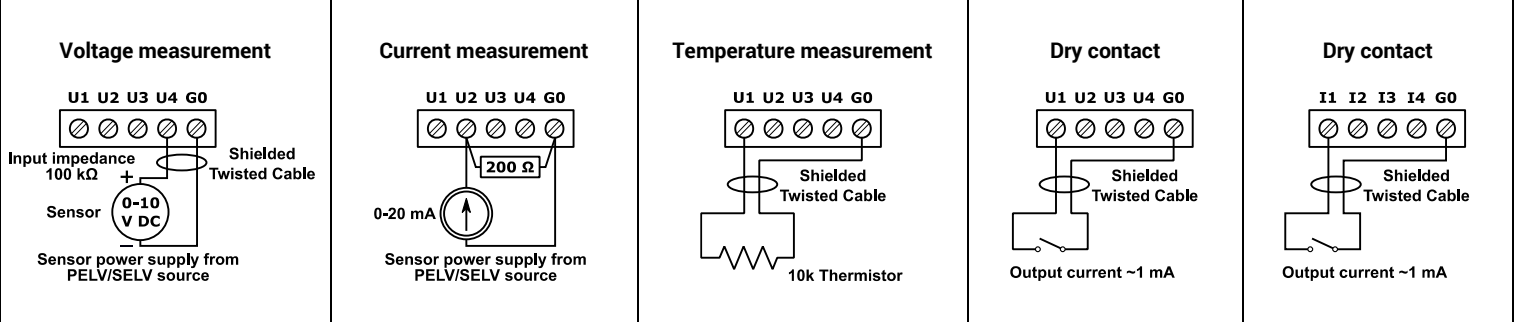 Voltage measurement
U1 U2 U3 U4 G0
Input impedance
100 kΩ
Shielded
Twisted Cable
+
Sensor
0-10
V DC
–
Sensor power supply from
PELV/SELV source
Current measurement
U1 U2 U3 U4 G0
200 Ω
0-20 mA
Sensor power supply from
PELV/SELV source
Temperature measurement
U1 U2 U3 U4 G0
Shielded
Twisted Cable
10k Thermistor
Dry contact
U1 U2 U3 U4 G0
Shielded
Twisted Cable
Output current ~1 mA
Dry contact
I1 I2 I3 I4 G0
Shielded
Twisted Cable
Output current ~1 mA